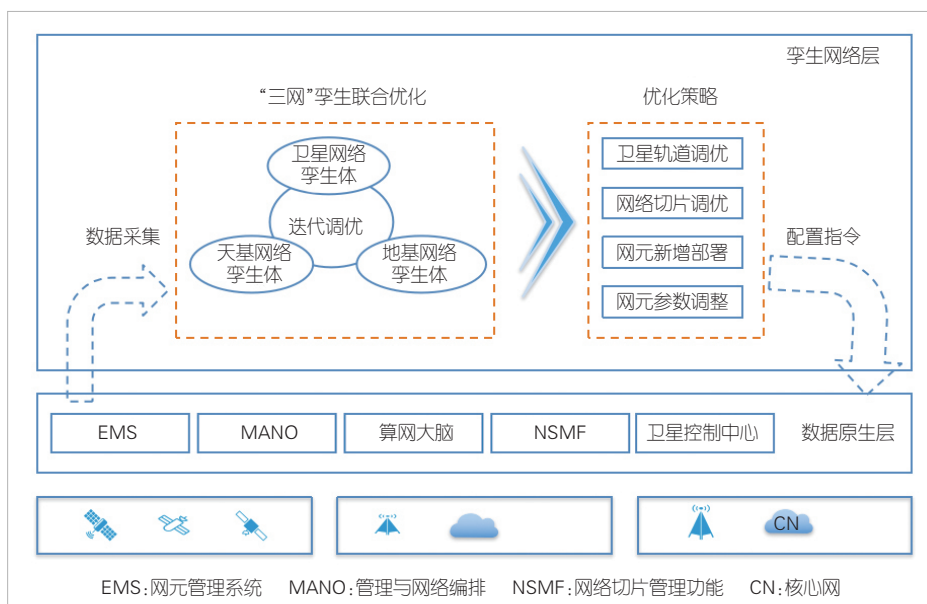 孪生网络层
“三网”孪生联合优化
优化策略
卫星网络
孪生体
迭代调优
天基网络
孪生体
地基网络
孪生体
卫星轨道调优
网络切片调优
网元新增部署
网元参数调整
数据采集
配置指令
EMS
MANO
算网大脑
NSMF
卫星控制中心
数据原生层
CN
EMS:网元管理系统 MANO:管理与网络编排 NSMF:网络切片管理功能 CN:核心网